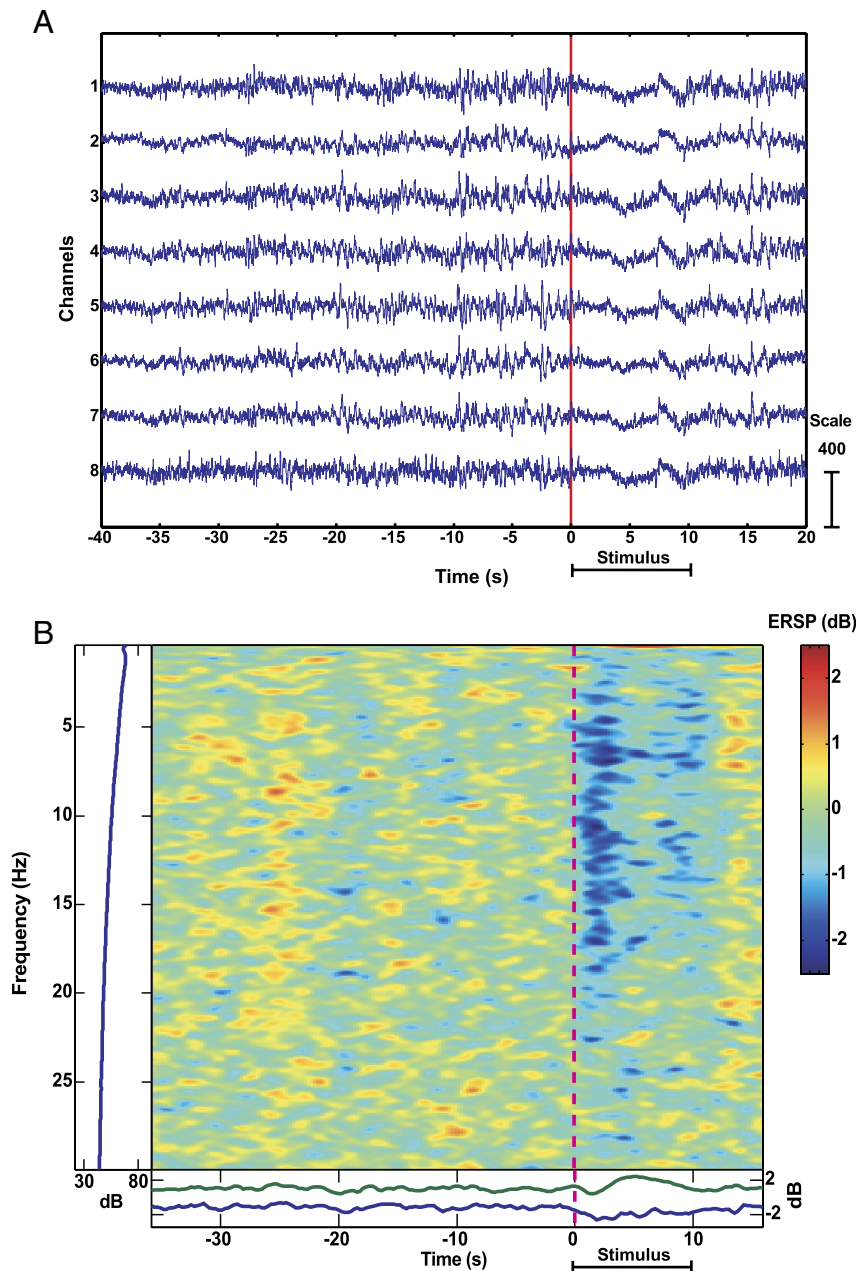 A
Channels
1
2
3
4
5
6
7
8
Scale
400
-40 -35 -30 -25 -20 -15 -10 -5 0 5 10 15 20
Stimulus
Time (s)
B
ERSP (dB)
2
1
0
-1
-2
Frequency (Hz)
5
10
15
20
25
30 80
dB
2
-2
dB
-30 -20 -10 0 10
Time (s)
Stimulus